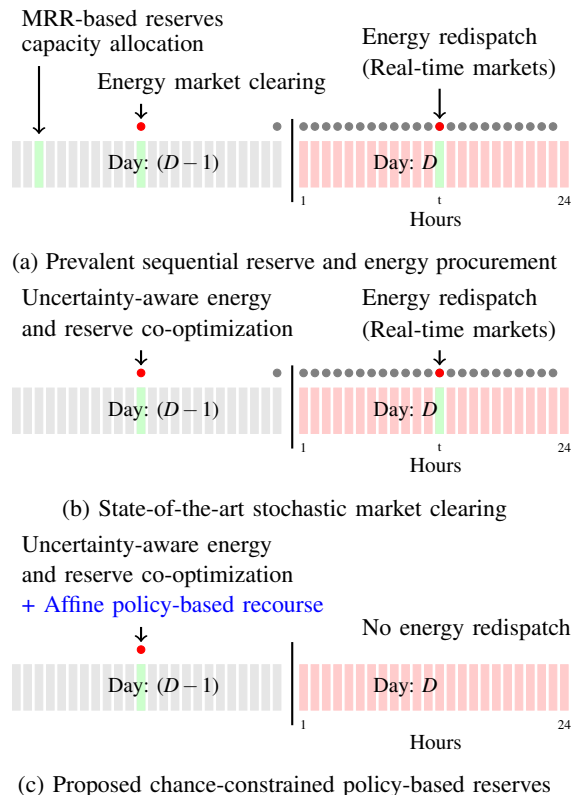 MRR-based reserves
capacity allocation
Energy market clearing
Energy redispatch
(Real-time markets)
Day: (D − 1)
Day: D
1
t
24
Hours
(a) Prevalent sequential reserve and energy procurement
Uncertainty-aware energy
and reserve co-optimization
Energy redispatch
(Real-time markets)
Day: (D − 1)
Day: D
1
t
24
Hours
(b) State-of-the-art stochastic market clearing
Uncertainty-aware energy
and reserve co-optimization
+ Affine policy-based recourse
No energy redispatch
Day: (D − 1)
Day: D
1
24
Hours
(c) Proposed chance-constrained policy-based reserves